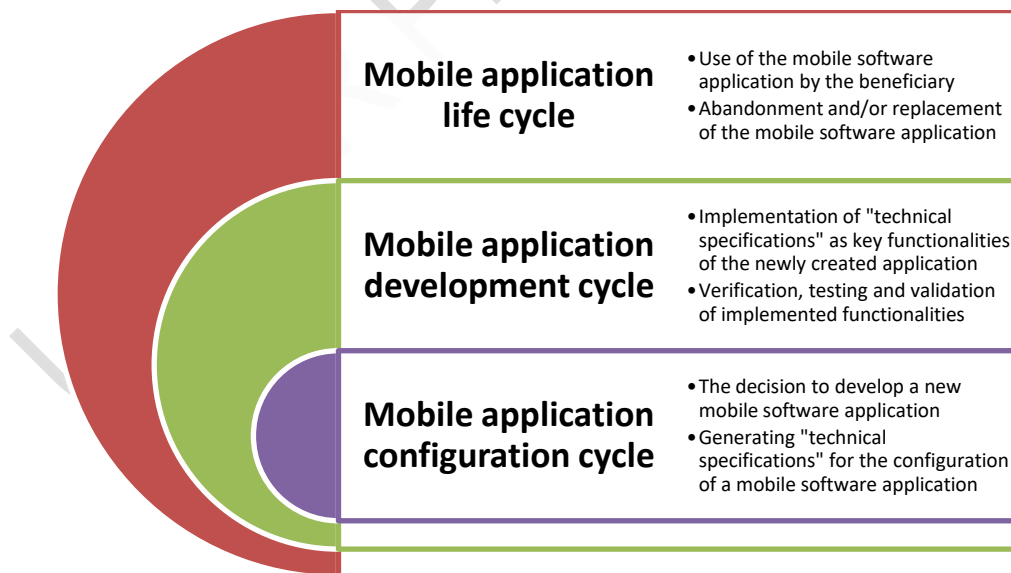 Mobile application
life cycle
•Use of the mobile software
application by the beneficiary
•Abandonment and/or replacement
of the mobile software application
Mobile application
development cycle
•Implementation of "technical
specifications" as key functionalities
of the newly created application
•Verification, testing and validation
of implemented functionalities
Mobile application
configuration cycle
•The decision to develop a new
mobile software application
•Generating "technical
specifications" for the configuration
of a mobile software application